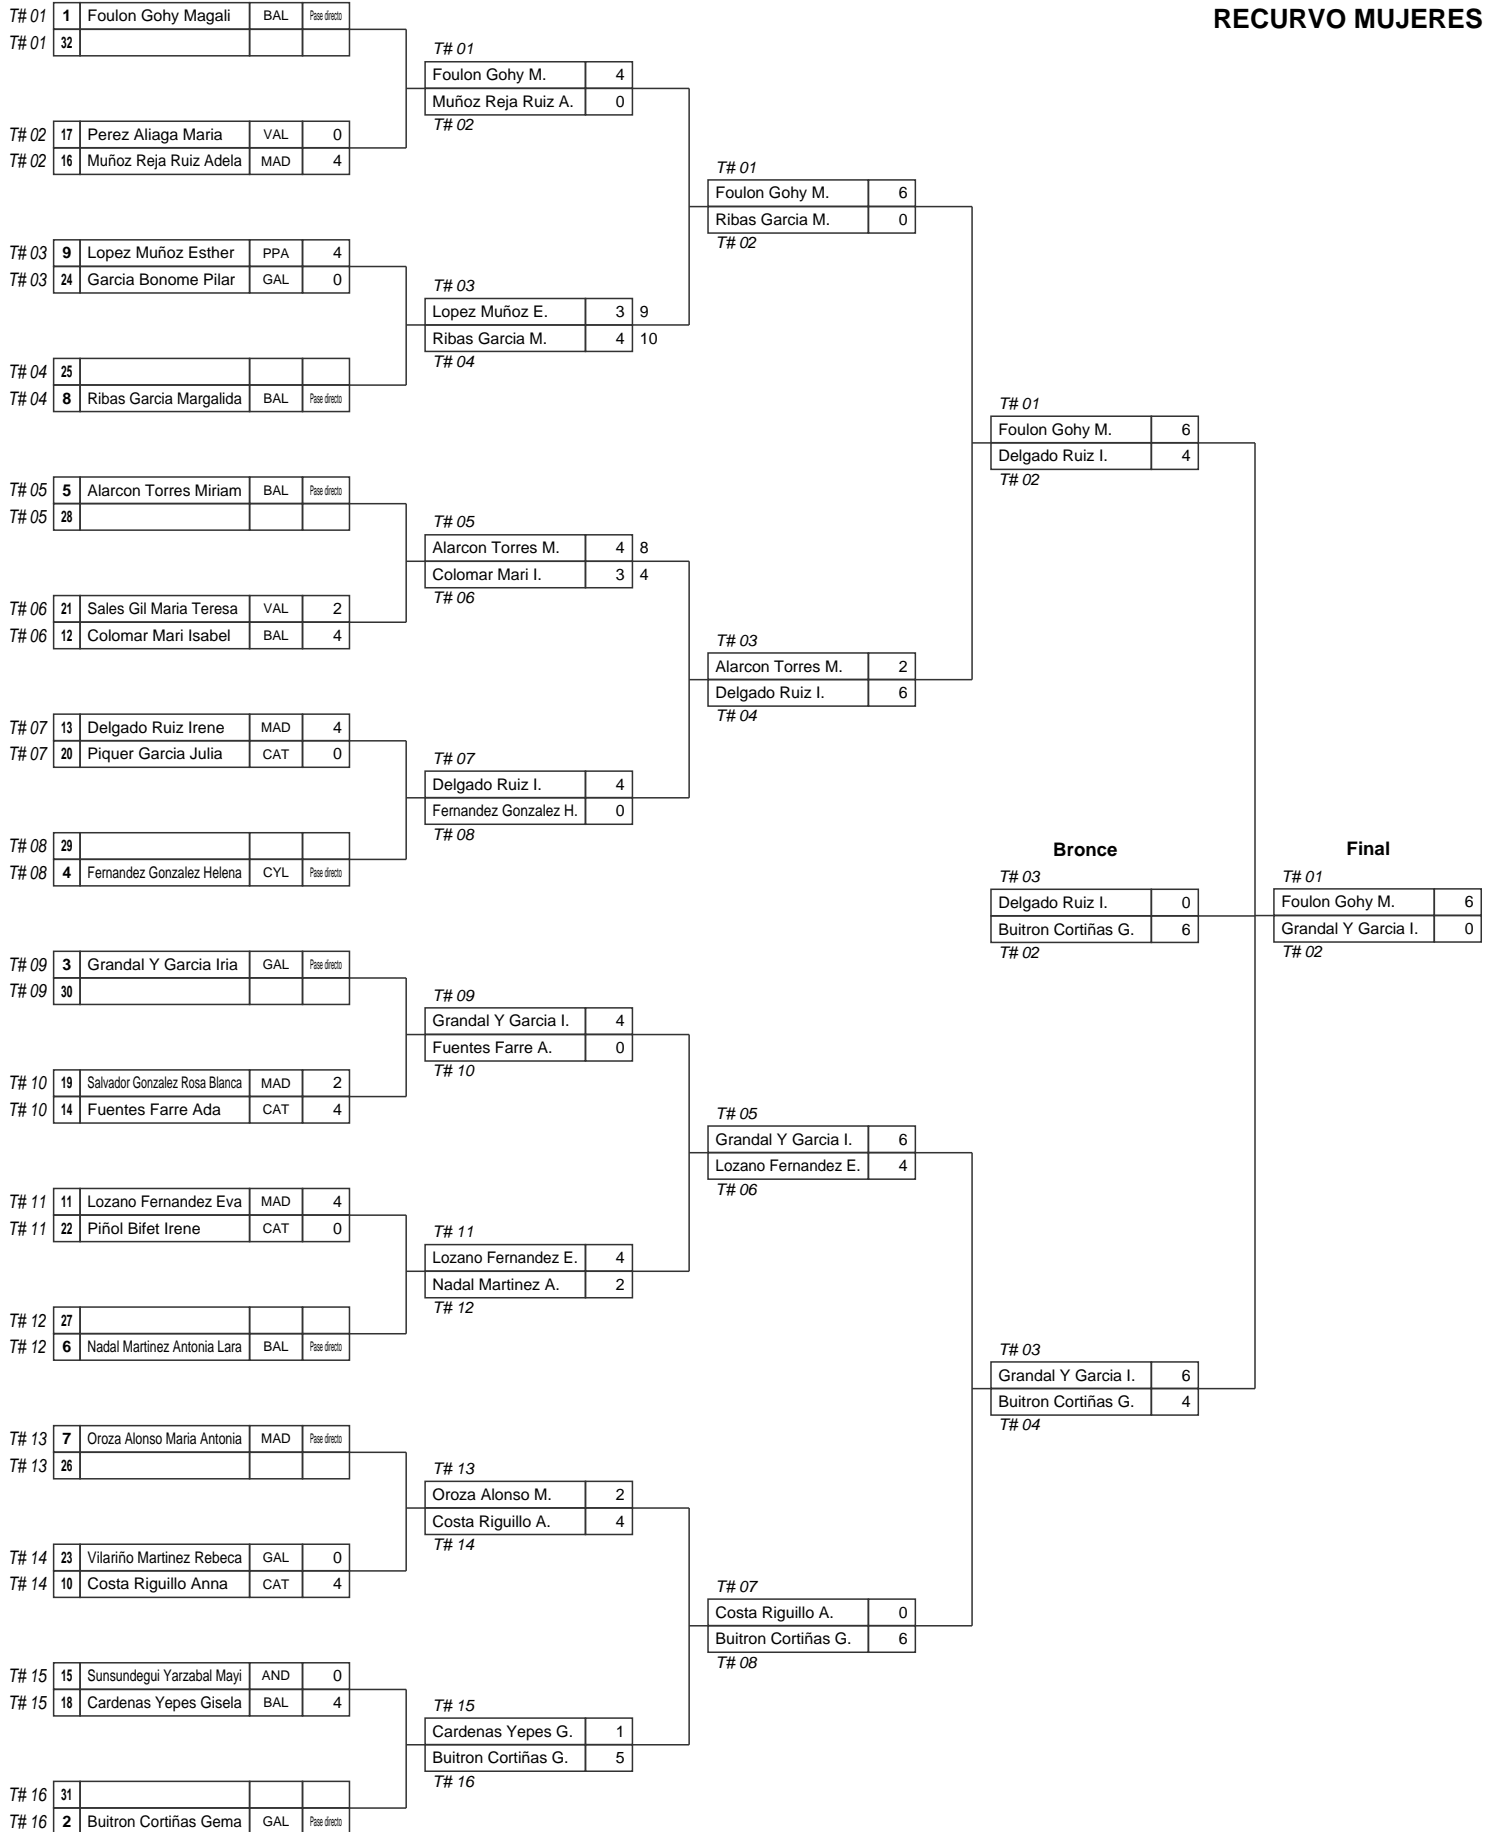 RECURVO MUJERES
T# 01 1 Foulon Gohy Magali BAL Pase directo
T# 01 32
T# 02 17 Perez Aliaga Maria VAL 0
T# 02 16 Muñoz Reja Ruiz Adela MAD 4
T# 03 9 Lopez Muñoz Esther PPA 4
T# 03 24 Garcia Bonome Pilar GAL 0
T# 04 25
T# 04 8 Ribas Garcia Margalida BAL Pase directo
T# 05 5 Alarcon Torres Miriam BAL Pase directo
T# 05 28
T# 06 21 Sales Gil Maria Teresa VAL 2
T# 06 12 Colomar Mari Isabel BAL 4
T# 07 13 Delgado Ruiz Irene MAD 4
T# 07 20 Piquer Garcia Julia CAT 0
T# 08 29
T# 08 4 Fernandez Gonzalez Helena CYL Pase directo
T# 09 3 Grandal Y Garcia Iria GAL Pase directo
T# 09 30
T# 10 19 Salvador Gonzalez Rosa Blanca MAD 2
T# 10 14 Fuentes Farre Ada CAT 4
T# 11 11 Lozano Fernandez Eva MAD 4
T# 11 22 Piñol Bifet Irene CAT 0
T# 12 27
T# 12 6 Nadal Martinez Antonia Lara BAL Pase directo
T# 13 7 Oroza Alonso Maria Antonia MAD Pase directo
T# 13 26
T# 14 23 Vilariño Martinez Rebeca GAL 0
T# 14 10 Costa Riguillo Anna CAT 4
T# 15 15 Sunsundegui Yarzabal Mayi AND 0
T# 15 18 Cardenas Yepes Gisela BAL 4
T# 16 31
T# 16 2 Buitron Cortiñas Gema GAL Pase directo
T# 01
Foulon Gohy M. 4
Muñoz Reja Ruiz A. 0
T# 02
T# 03
Lopez Muñoz E. 3 9
Ribas Garcia M. 4 10
T# 04
T# 05
Alarcon Torres M. 4 8
Colomar Mari I. 3 4
T# 06
T# 07
Delgado Ruiz I. 4
Fernandez Gonzalez H. 0
T# 08
T# 09
Grandal Y Garcia I. 4
Fuentes Farre A. 0
T# 10
T# 11
Lozano Fernandez E. 4
Nadal Martinez A. 2
T# 12
T# 13
Oroza Alonso M. 2
Costa Riguillo A. 4
T# 14
T# 15
Cardenas Yepes G. 1
Buitron Cortiñas G. 5
T# 16
T# 01
Foulon Gohy M. 6
Ribas Garcia M. 0
T# 02
T# 03
Alarcon Torres M. 2
Delgado Ruiz I. 6
T# 04
T# 05
Grandal Y Garcia I. 6
Lozano Fernandez E. 4
T# 06
T# 07
Costa Riguillo A. 0
Buitron Cortiñas G. 6
T# 08
T# 01
Foulon Gohy M. 6
Delgado Ruiz I. 4
T# 02
T# 03
Grandal Y Garcia I. 6
Buitron Cortiñas G. 4
T# 04
Bronce
T# 03
Delgado Ruiz I. 0
Buitron Cortiñas G. 6
T# 02
Final
T# 01
Foulon Gohy M. 6
Grandal Y Garcia I. 0
T# 02